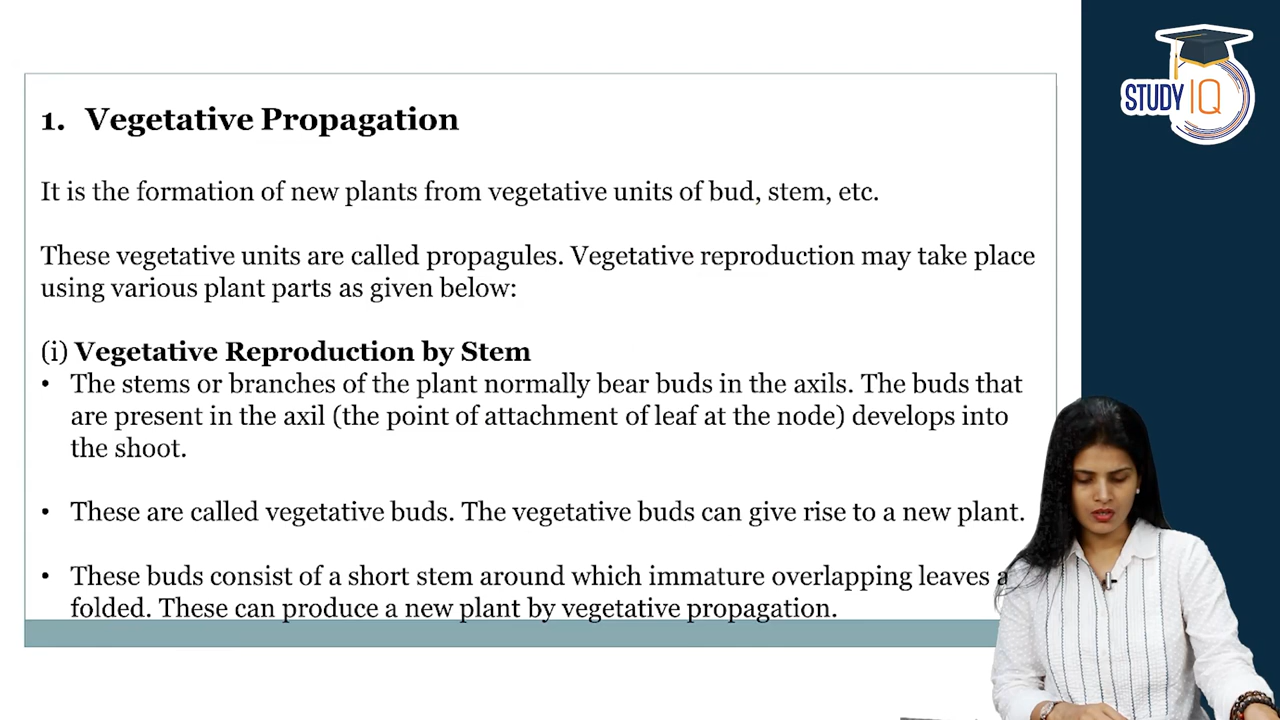 STUDY IQ
1. Vegetative Propagation
It is the formation of new plants from vegetative units of bud, stem, etc.
These vegetative units are called propagules. Vegetative reproduction may take place
using various plant parts as given below:
(i) Vegetative Reproduction by Stem
• The stems or branches of the plant normally bear buds in the axils. The buds that
are present in the axil (the point of attachment of leaf at the node) develops into
the shoot.
• These are called vegetative buds. The vegetative buds can give rise to a new plant.
• These buds consist of a short stem around which immature overlapping leaves
folded. These can produce a new plant by vegetative propagation.